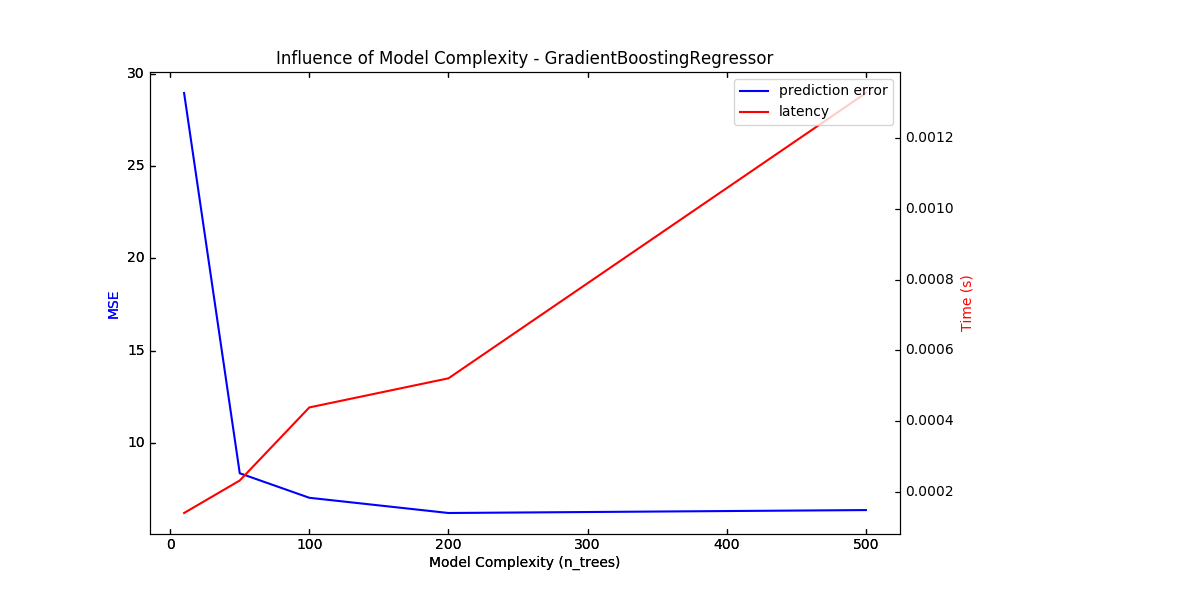 Influence of Model Complexity - GradientBoostingRegressor
prediction error
latency
30
25
20
15
10
MSE
0.0012
0.0010
0.0008
0.0006
0.0004
0.0002
Time (s)
0 100 200 300 400 500
Model Complexity (n_trees)